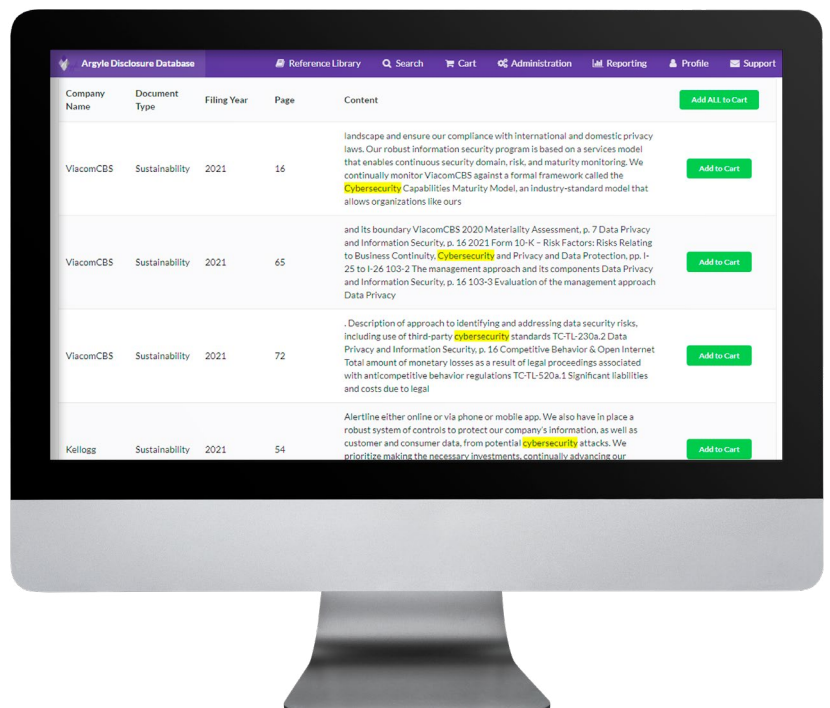 Argyle Disclosure Database Reference Library Search Cart Administration Reporting Profile Support
Company Name Document Type Filing Year Page Content Add ALL to Cart
landscape and ensure our compliance with international and domestic privacy
laws. Our robust information security program is based on a services model
that enables continuous security domain, risk, and maturity monitoring. We
ViacomCBS Sustainability 2021 16 Add to Cart
continually monitor ViacomCBS against a formal framework called the
Cybersecurity Capabilities Maturity Model, an industry-standard model that
allows organizations like ours
and its boundary ViacomCBS 2020 Materiality Assessment, p. 7 Data Privacy
and Information Security, p. 16 2021 Form 10-K – Risk Factors: Risks Relating
to Business Continuity, Cybersecurity and Privacy and Data Protection, pp. I-
ViacomCBS Sustainability 2021 65 Add to Cart
25 to I-26 103-2 The management approach and its components Data Privacy
and Information Security, p. 16 103-3 Evaluation of the management approach
Data Privacy
. Description of approach to identifying and addressing data security risks,
including use of third-party cybersecurity standards TC-TL-230a.2 Data
Privacy and Information Security, p. 16 Competitive Behavior & Open Internet
ViacomCBS Sustainability 2021 72 Add to Cart
Total amount of monetary losses as a result of legal proceedings associated
with anticompetitive behavior regulations TC-TL-520a.1 Significant liabilities
and costs due to legal
Alertline either online or via phone or mobile app. We also have in place a
robust system of controls to protect our company's information, as well as
customer and consumer data, from potential cybersecurity attacks. We
Kellogg Sustainability 2021 54 Add to Cart
prioritize making the necessary investments, continually advancing our